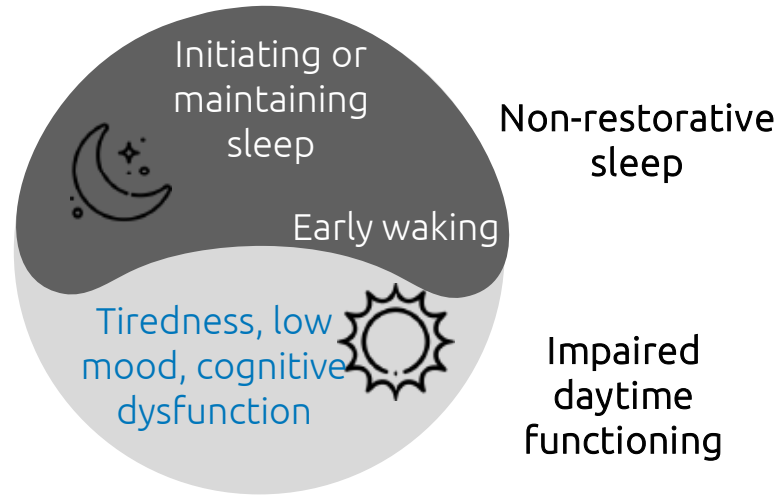 Initiating or
maintaining
sleep
Early waking
Non-restorative
sleep
Tiredness, low
mood, cognitive
dysfunction
Impaired
daytime
functioning